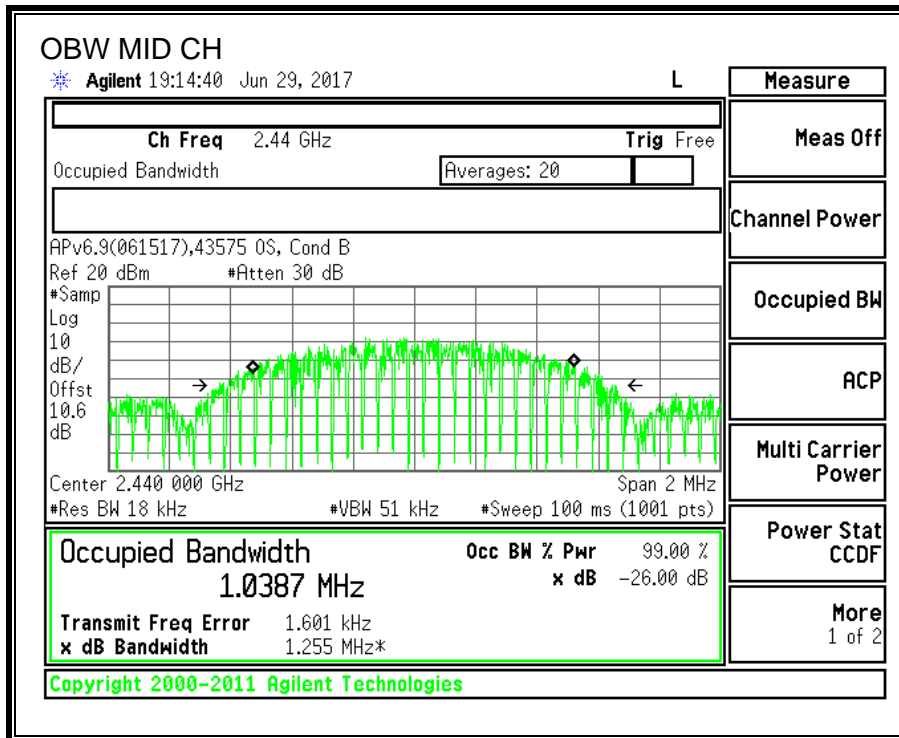 OBW MID CH
Agilent 19:14:40 Jun 29, 2017 L
Measure
Ch Freq 2.44 GHz Trig Free
Meas Off
Occupied Bandwidth Averages: 20
Channel Power
APv6.9(061517),43575 OS, Cond B
Ref 20 dBm #Atten 30 dB
#Samp
Log
10
dB/
Offst
10.6
dB
Occupied BW
ACP
Multi Carrier
Power
Center 2.440 000 GHz Span 2 MHz
#Res BW 18 kHz #VBW 51 kHz #Sweep 100 ms (1001 pts)
Power Stat
CCDF
Occupied Bandwidth Occ BW % Pwr 99.00 %
1.0387 MHz x dB -26.00 dB
Transmit Freq Error 1.601 kHz
x dB Bandwidth 1.255 MHz*
More
1 of 2
Copyright 2000-2011 Agilent Technologies